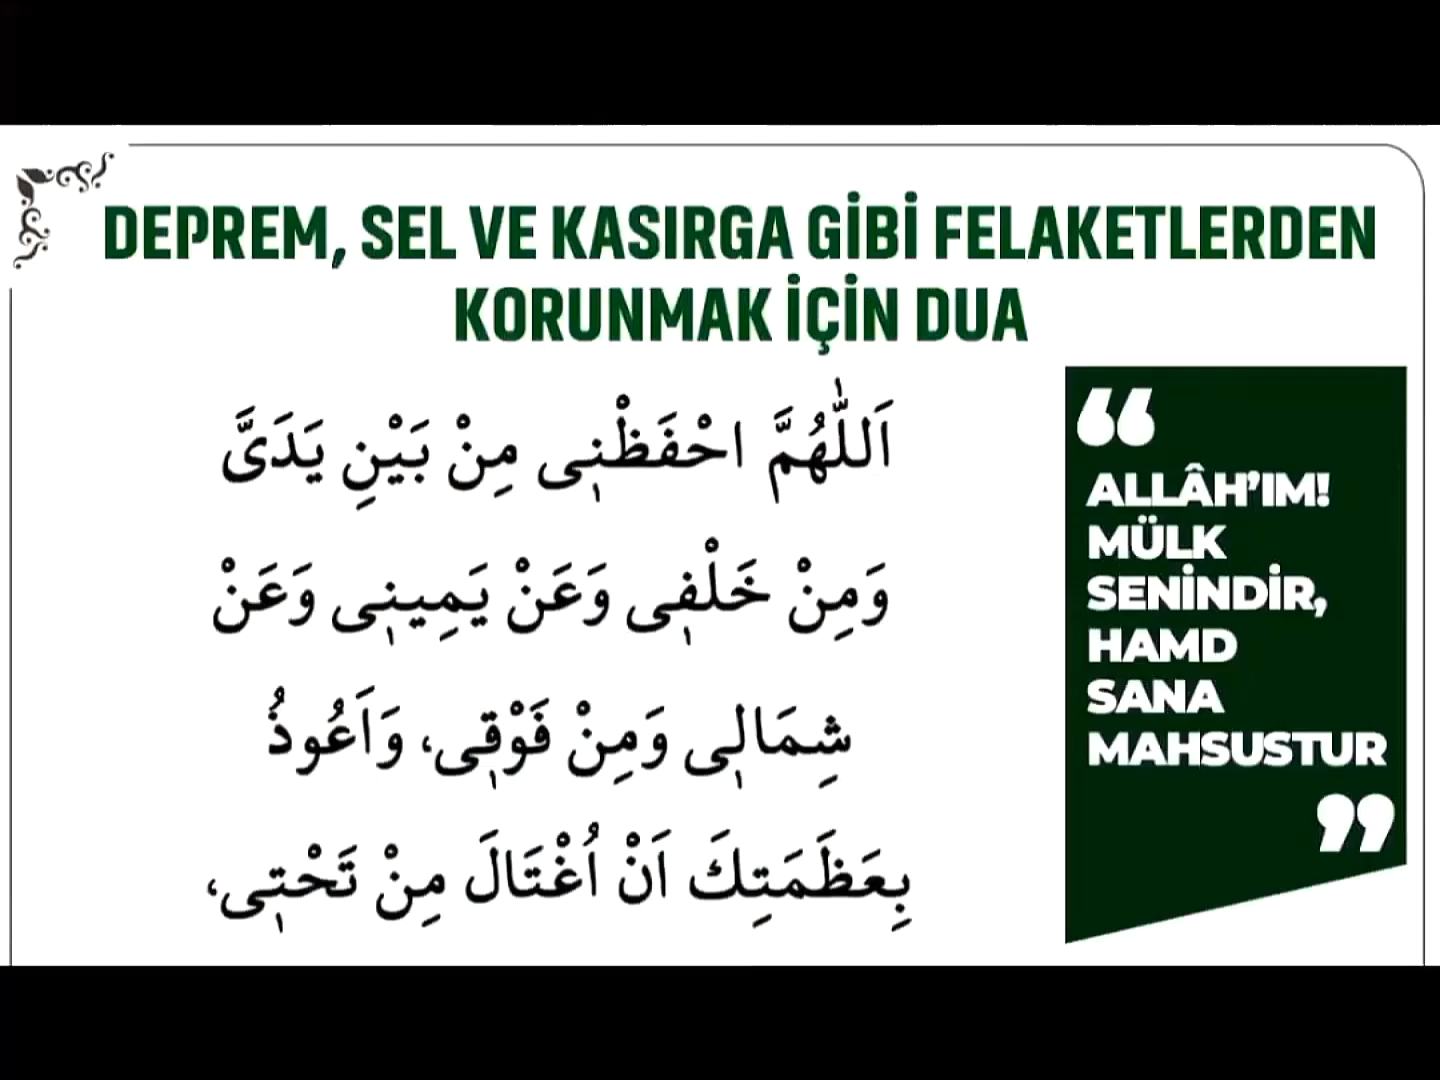 DEPREM, SEL VE KASIRGA GİBİ FELAKETLERDEN
KORUNMAK İÇİN DUA
اَللّٰهُمَّ احْفَظْنٖى مِنْ بَيْنِ يَدَىَّ
وَمِنْ خَلْفٖى وَعَنْ يَمِينٖى وَعَنْ
شِمَالٖى وَمِنْ فَوْقٖى، وَاَعُوذُ
بِعَظَمَتِكَ اَنْ اُغْتَالَ مِنْ تَحْتٖى،
“
ALLÂH’IM!
MÜLK
SENİNDİR,
HAMD
SANA
MAHSUSTUR
”